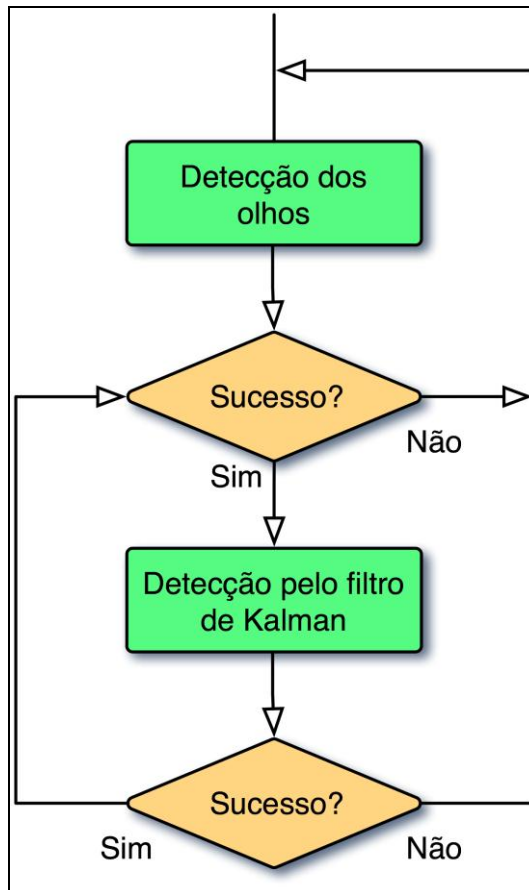 Detecção dos
olhos
Sucesso?
Não
Sim
Detecção pelo filtro
de Kalman
Sucesso?
Sim
Não